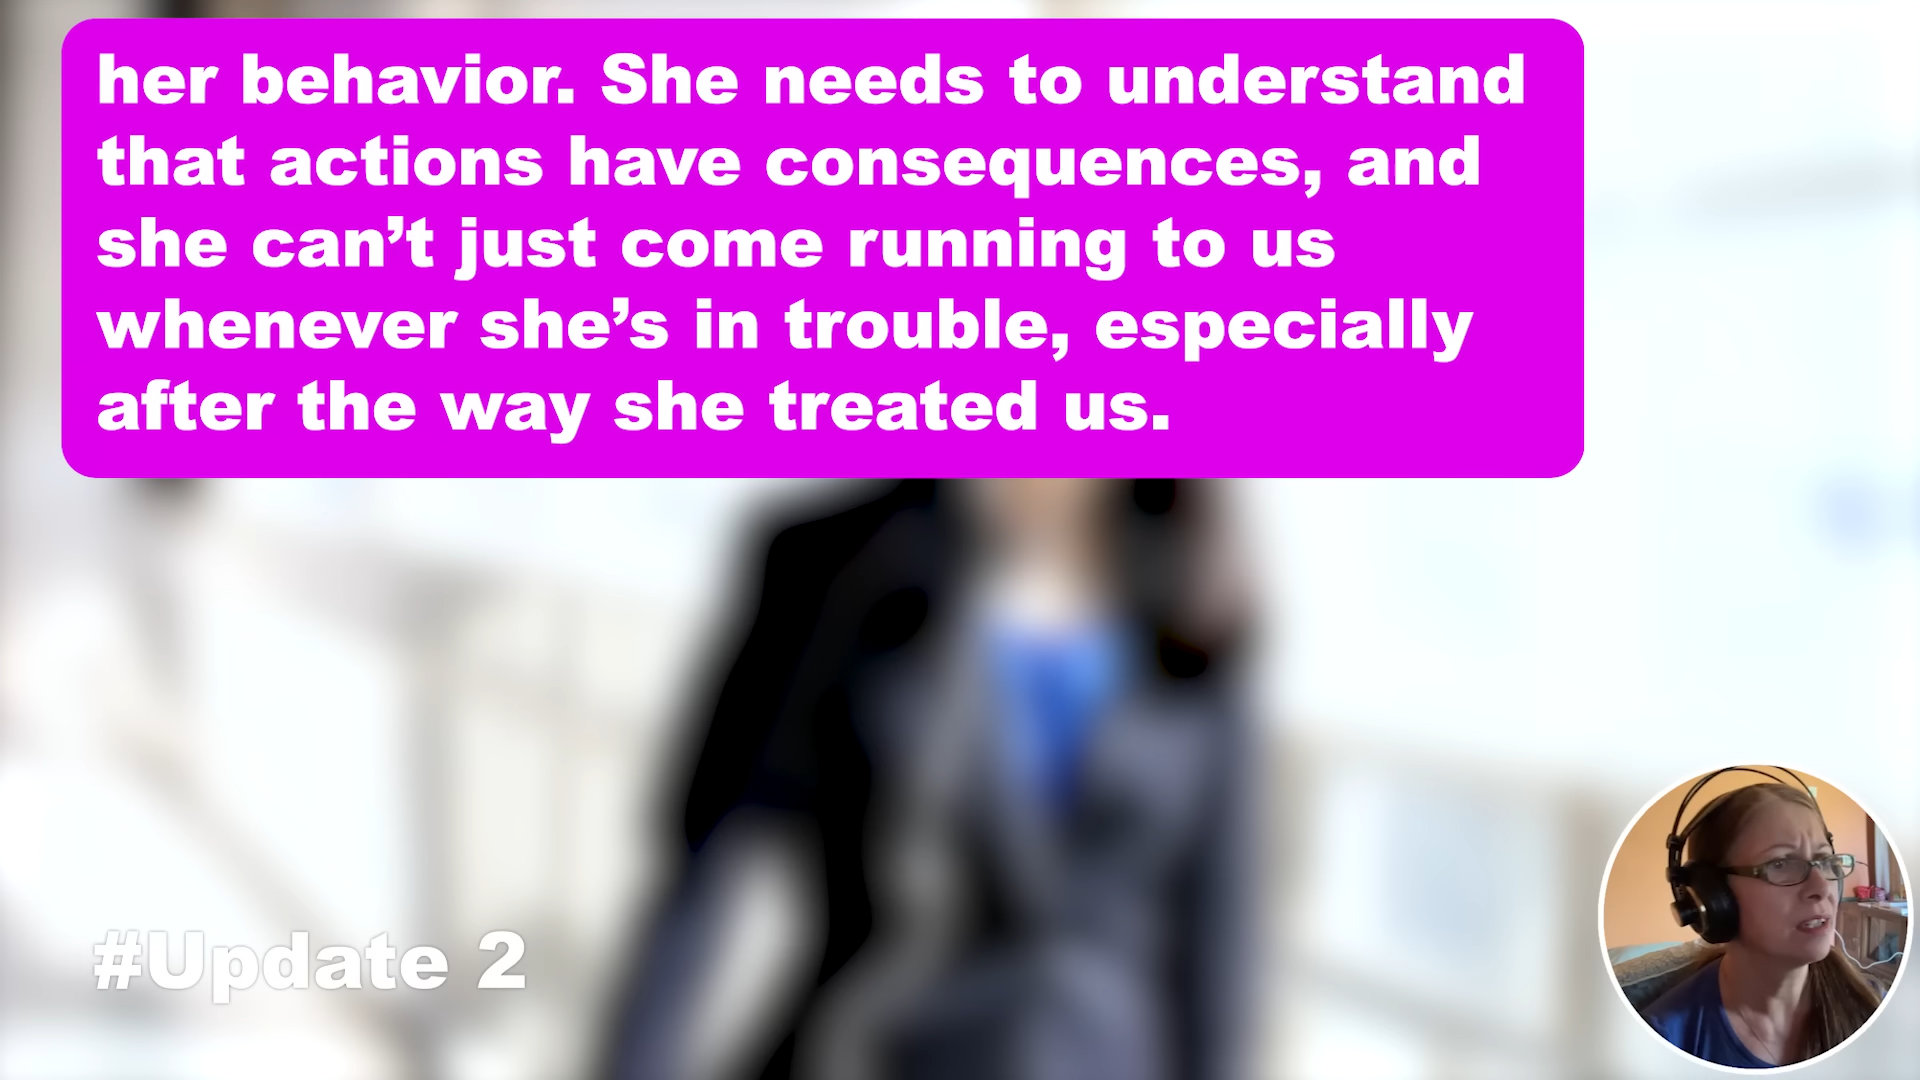 her behavior. She needs to understand
that actions have consequences, and
she can’t just come running to us
whenever she’s in trouble, especially
after the way she treated us.
#Update 2